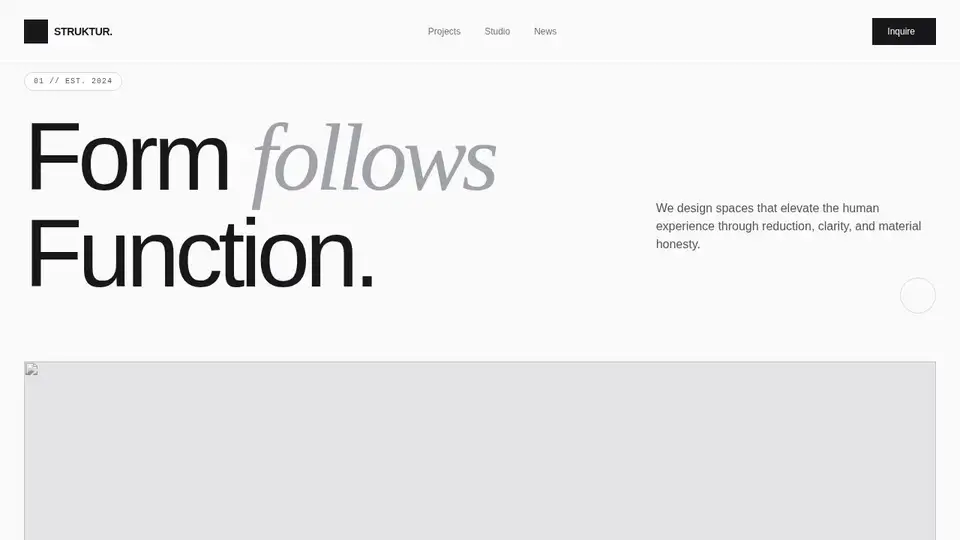 STRUKTUR.
Projects
Studio
News
Inquire
01 // EST. 2024
Form follows
Function.
We design spaces that elevate the human
experience through reduction, clarity, and material
honesty.